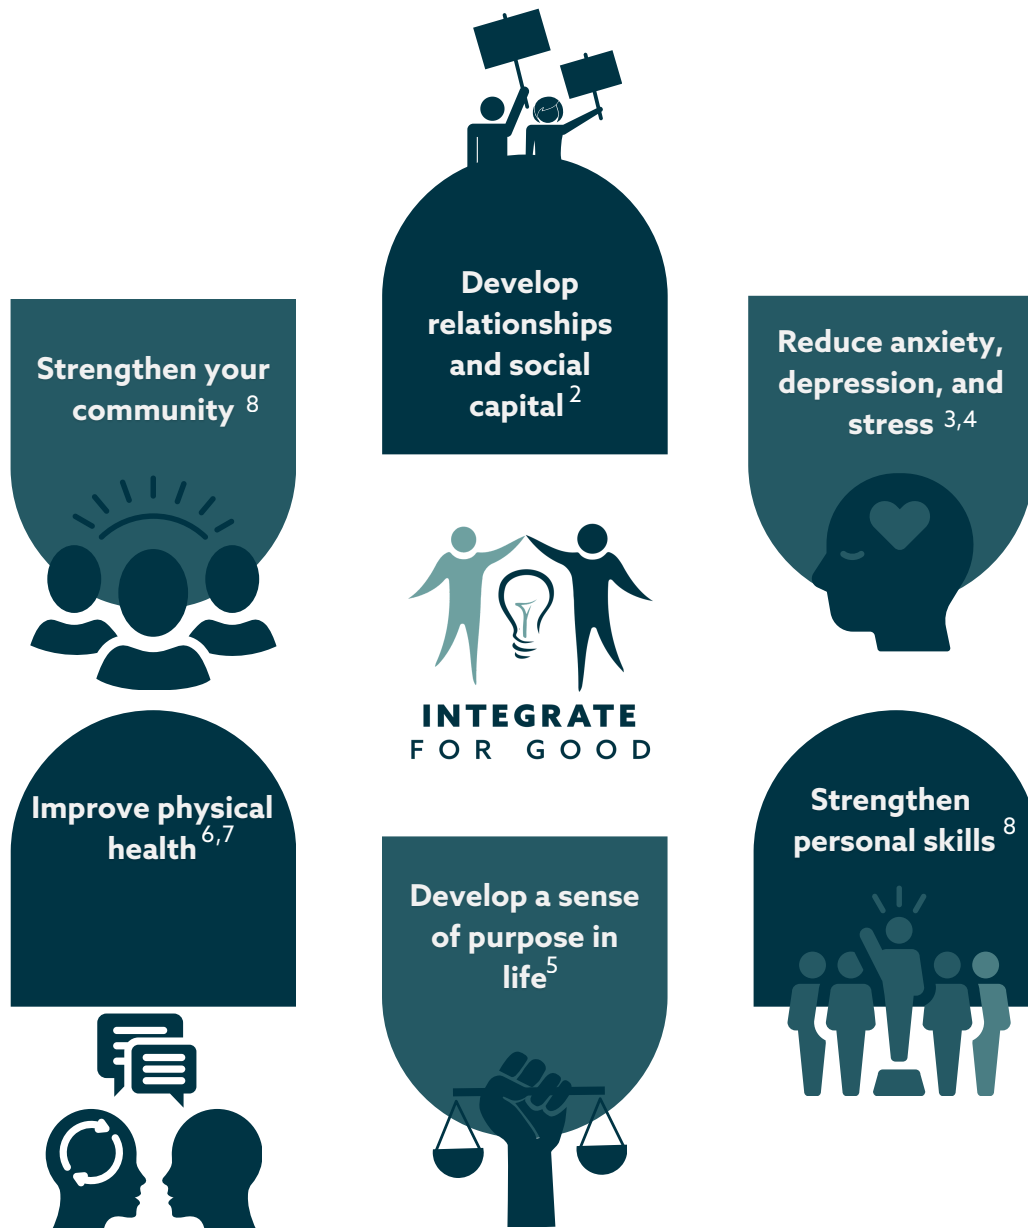 Develop
relationships
and social
capital 2
Strengthen your
community 8
Reduce anxiety,
depression, and
stress 3,4
INTEGRATE
FOR GOOD
Improve physical
health 6,7
Strengthen
personal skills 8
Develop a sense
of purpose in
life5